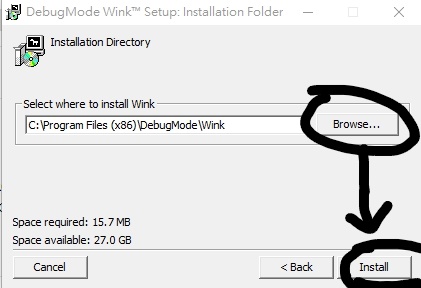 DebugMode Wink™ Setup: Installation Folder
Installation Directory
Select where to install Wink
C:\Program Files (x86)\DebugMode\Wink
Browse...
Space required: 15.7 MB
Space available: 27.0 GB
Cancel
< Back
Install